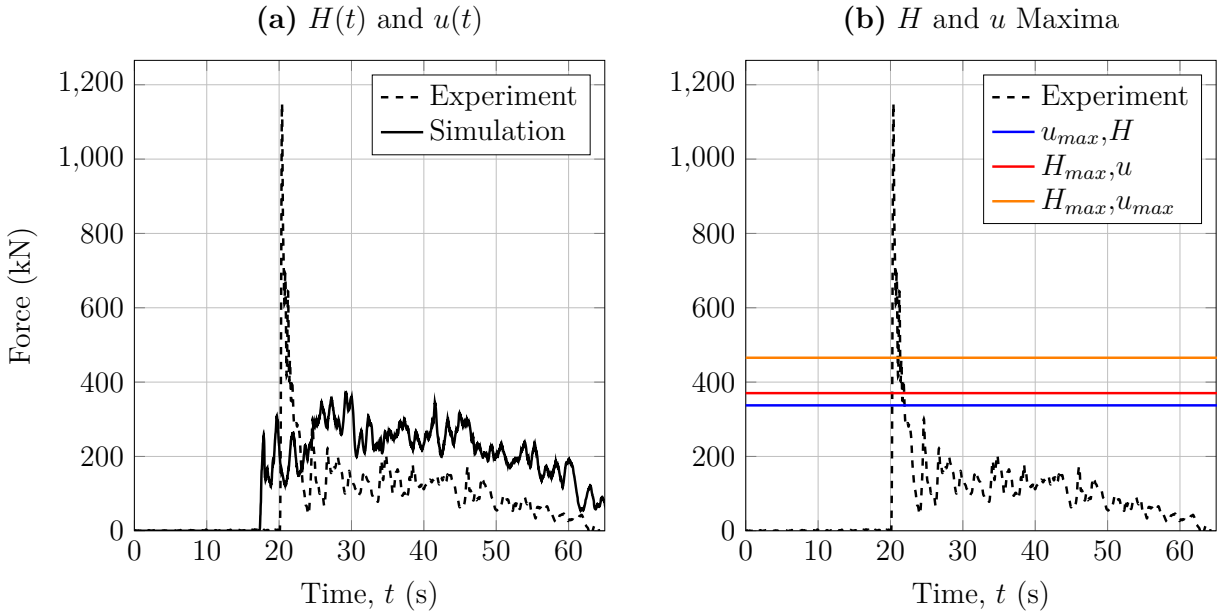 (a) H(t) and u(t)
1,200
1,000
800
600
400
200
0
0 10 20 30 40 50 60
Force (kN)
Time, t (s)
Experiment
Simulation
(b) H and u Maxima
1,200
1,000
800
600
400
200
0
0 10 20 30 40 50 60
Time, t (s)
Experiment
u_max,H
H_max,u
H_max,u_max